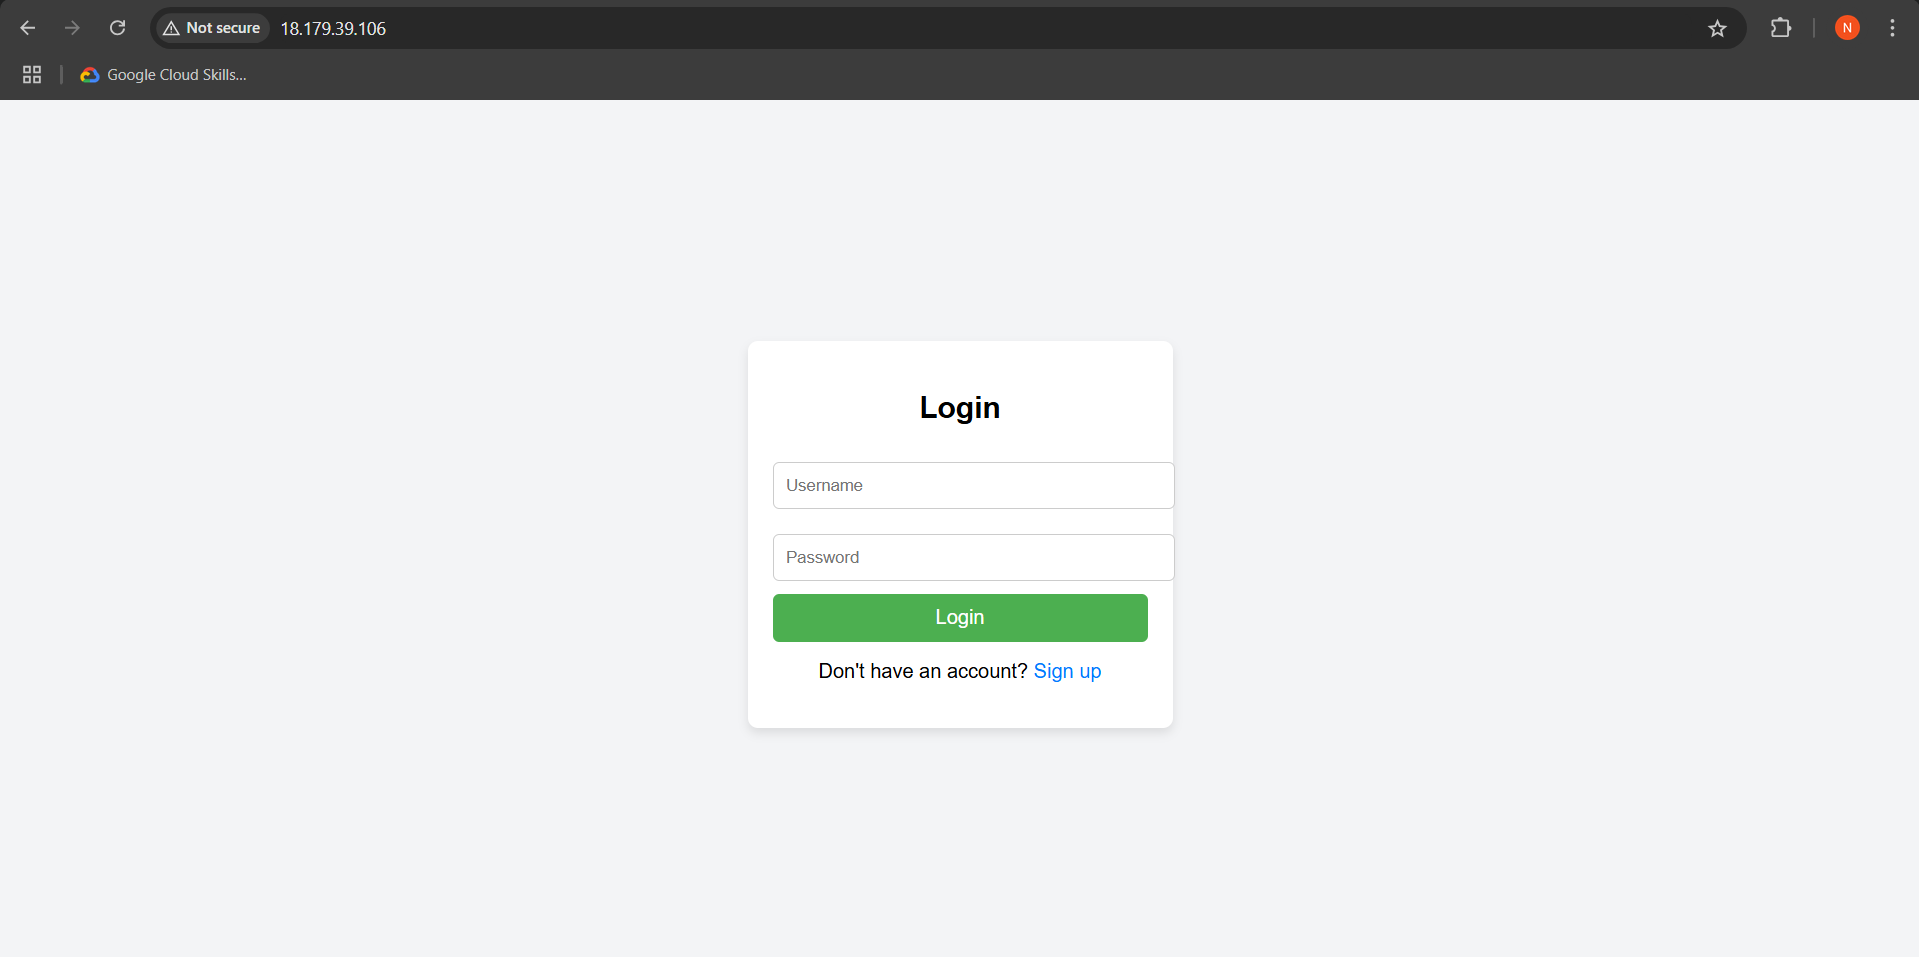 Not secure 18.179.39.106
N
Google Cloud Skills...
Login
Username
Password
Login
Don't have an account? Sign up